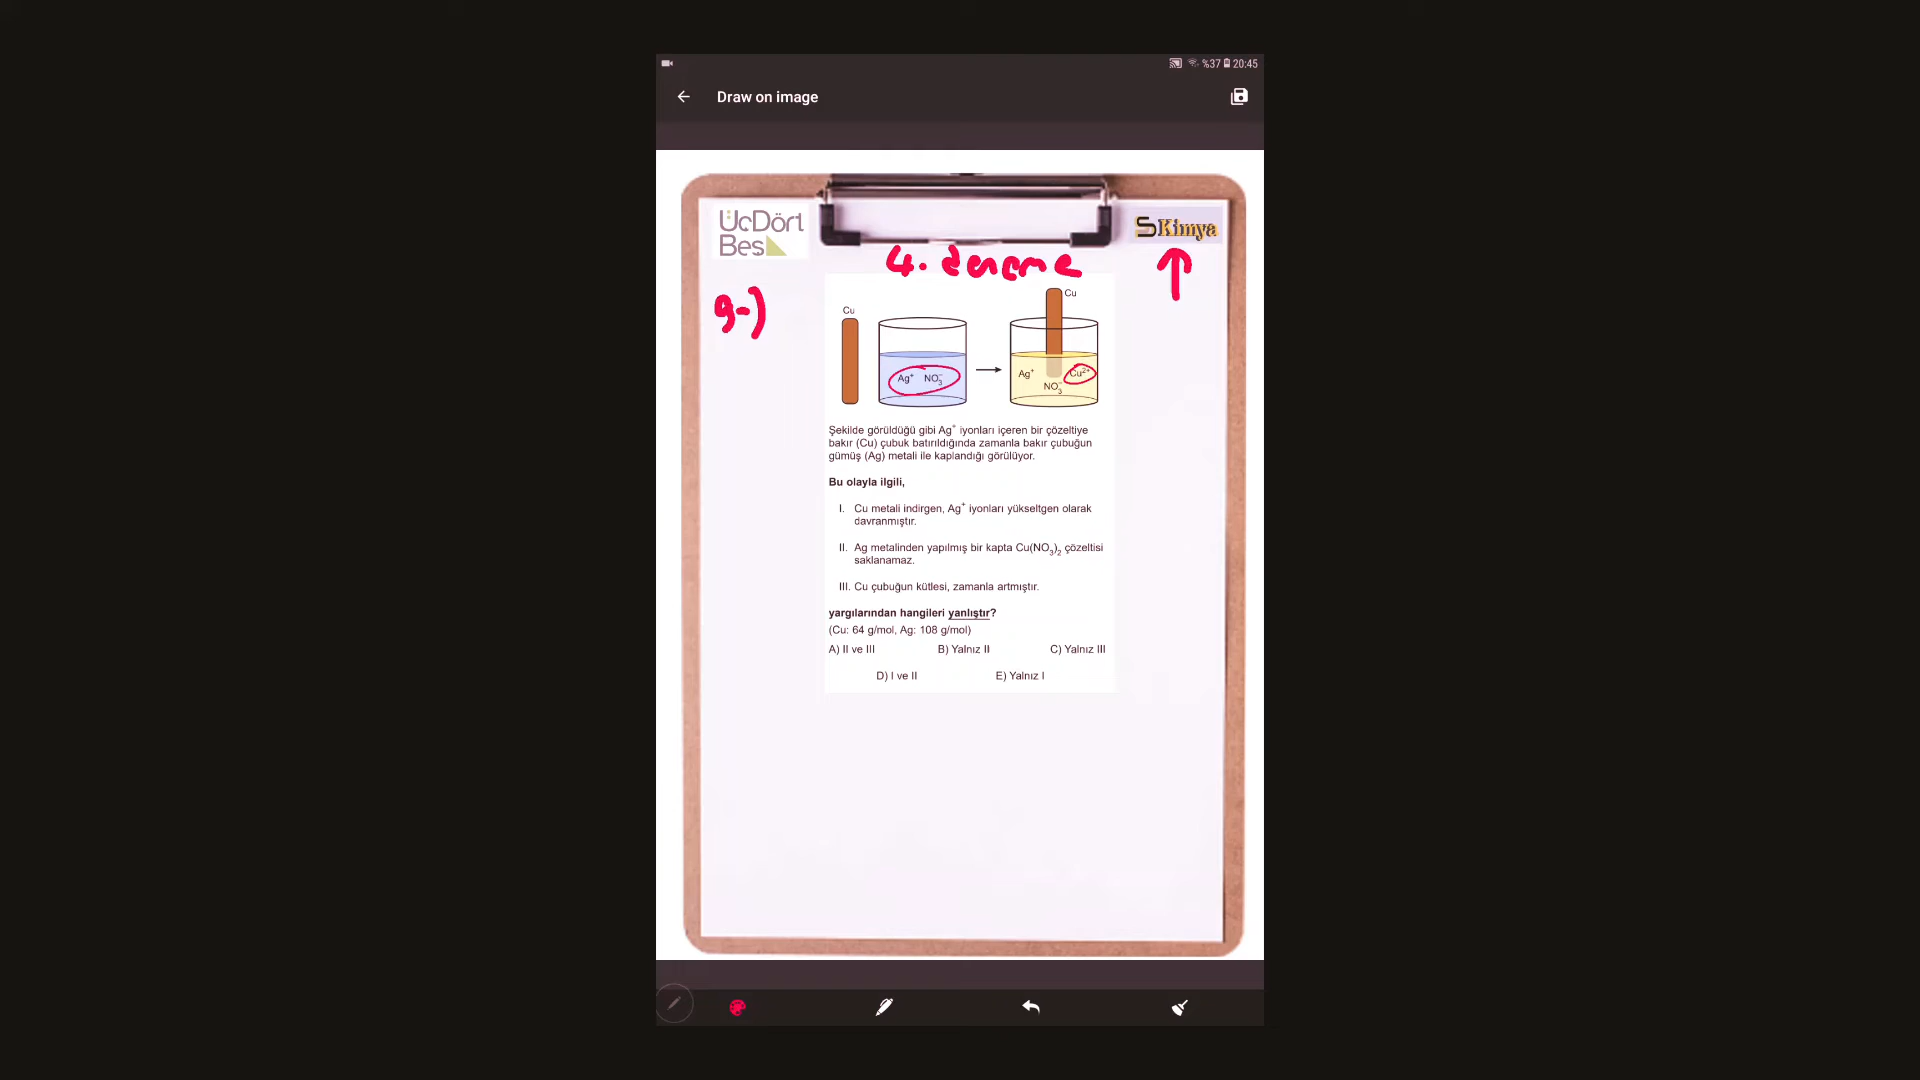 %37 20:45
Draw on image
ÜçDört
Beş
SKimya
4. deneme
9-)
Cu
Cu
Ag⁺ NO₃⁻
Ag⁺ Cu²⁺
NO₃⁻
Şekilde görüldüğü gibi Ag⁺ iyonları içeren bir çözeltiye
bakır (Cu) çubuk batırıldığında zamanla bakır çubuğun
gümüş (Ag) metali ile kaplandığı görülüyor.
Bu olayla ilgili,
I. Cu metali indirgen, Ag⁺ iyonları yükseltgen olarak
davranmıştır.
II. Ag metalinden yapılmış bir kapta Cu(NO₃)₂ çözeltisi
saklanamaz.
III. Cu çubuğun kütlesi, zamanla artmıştır.
yargılarından hangileri yanlıştır?
(Cu: 64 g/mol, Ag: 108 g/mol)
A) II ve III B) Yalnız II C) Yalnız III
D) I ve II E) Yalnız I